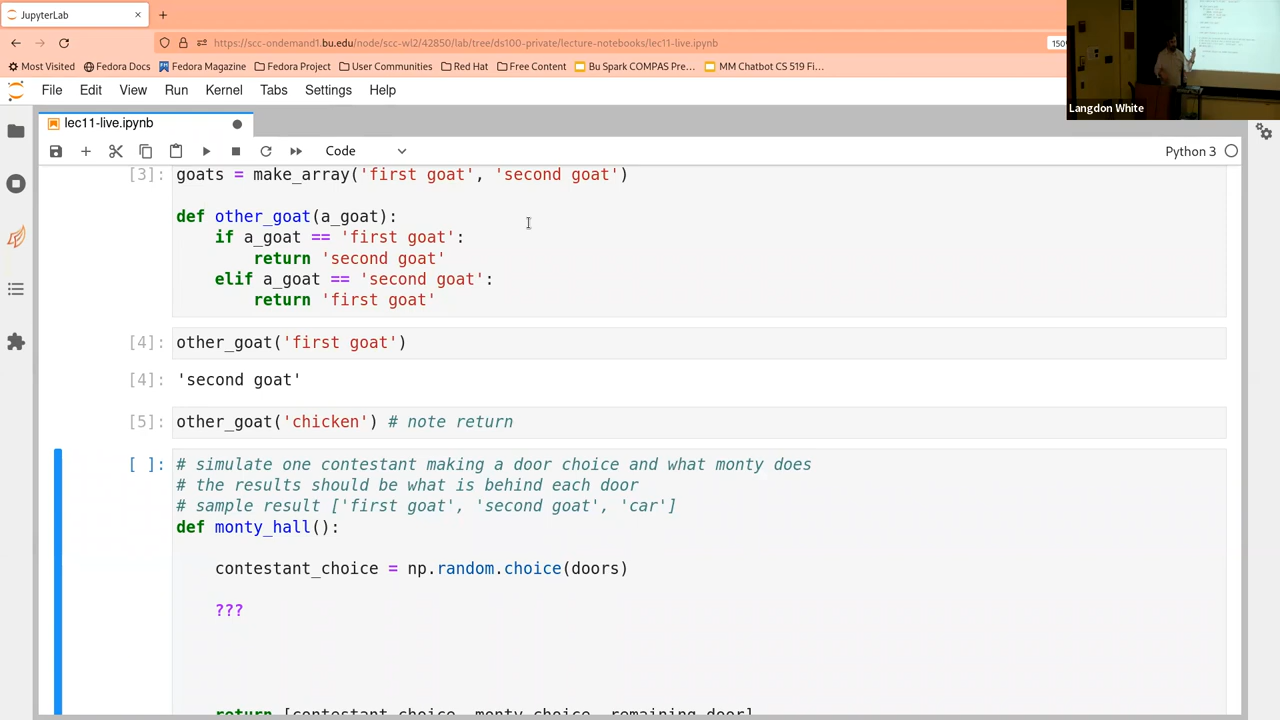 JupyterLab
https://scc-ondemand1.bu.edu/node/scc-wl2/42850/lab/tree/ds100-private/lecture-notebooks/lec11-live.ipynb
Most Visited Fedora Docs Fedora Magazine Fedora Project User Communities Red Hat Free Content Bu Spark COMPAS Pre... MM Chatbot CS 519 Fi...
Langdon White
File Edit View Run Kernel Tabs Settings Help
lec11-live.ipynb
Code Python 3
[3]: goats = make_array('first goat', 'second goat')
def other_goat(a_goat):
    if a_goat == 'first goat':
        return 'second goat'
    elif a_goat == 'second goat':
        return 'first goat'
[4]: other_goat('first goat')
[4]: 'second goat'
[5]: other_goat('chicken') # note return
[ ]: # simulate one contestant making a door choice and what monty does
# the results should be what is behind each door
# sample result ['first goat', 'second goat', 'car']
def monty_hall():
    contestant_choice = np.random.choice(doors)
    ???
    return [contestant_choice, monty_choice, remaining_door]